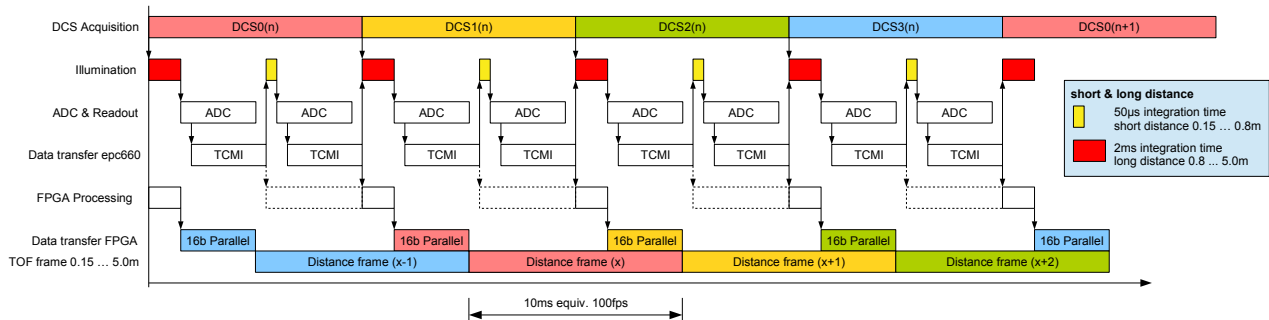 DCS Acquisition DCS0(n) DCS1(n) DCS2(n) DCS3(n) DCS0(n+1)
Illumination
short & long distance
50µs integration time
short distance 0.15 ... 0.8m
2ms integration time
long distance 0.8 ... 5.0m
ADC & Readout ADC ADC ADC ADC ADC ADC ADC ADC
Data transfer epc660 TCMI TCMI TCMI TCMI TCMI TCMI TCMI TCMI
FPGA Processing
Data transfer FPGA 16b Parallel 16b Parallel 16b Parallel 16b Parallel 16b Parallel
TOF frame 0.15 ... 5.0m Distance frame (x-1) Distance frame (x) Distance frame (x+1) Distance frame (x+2)
10ms equiv. 100fps